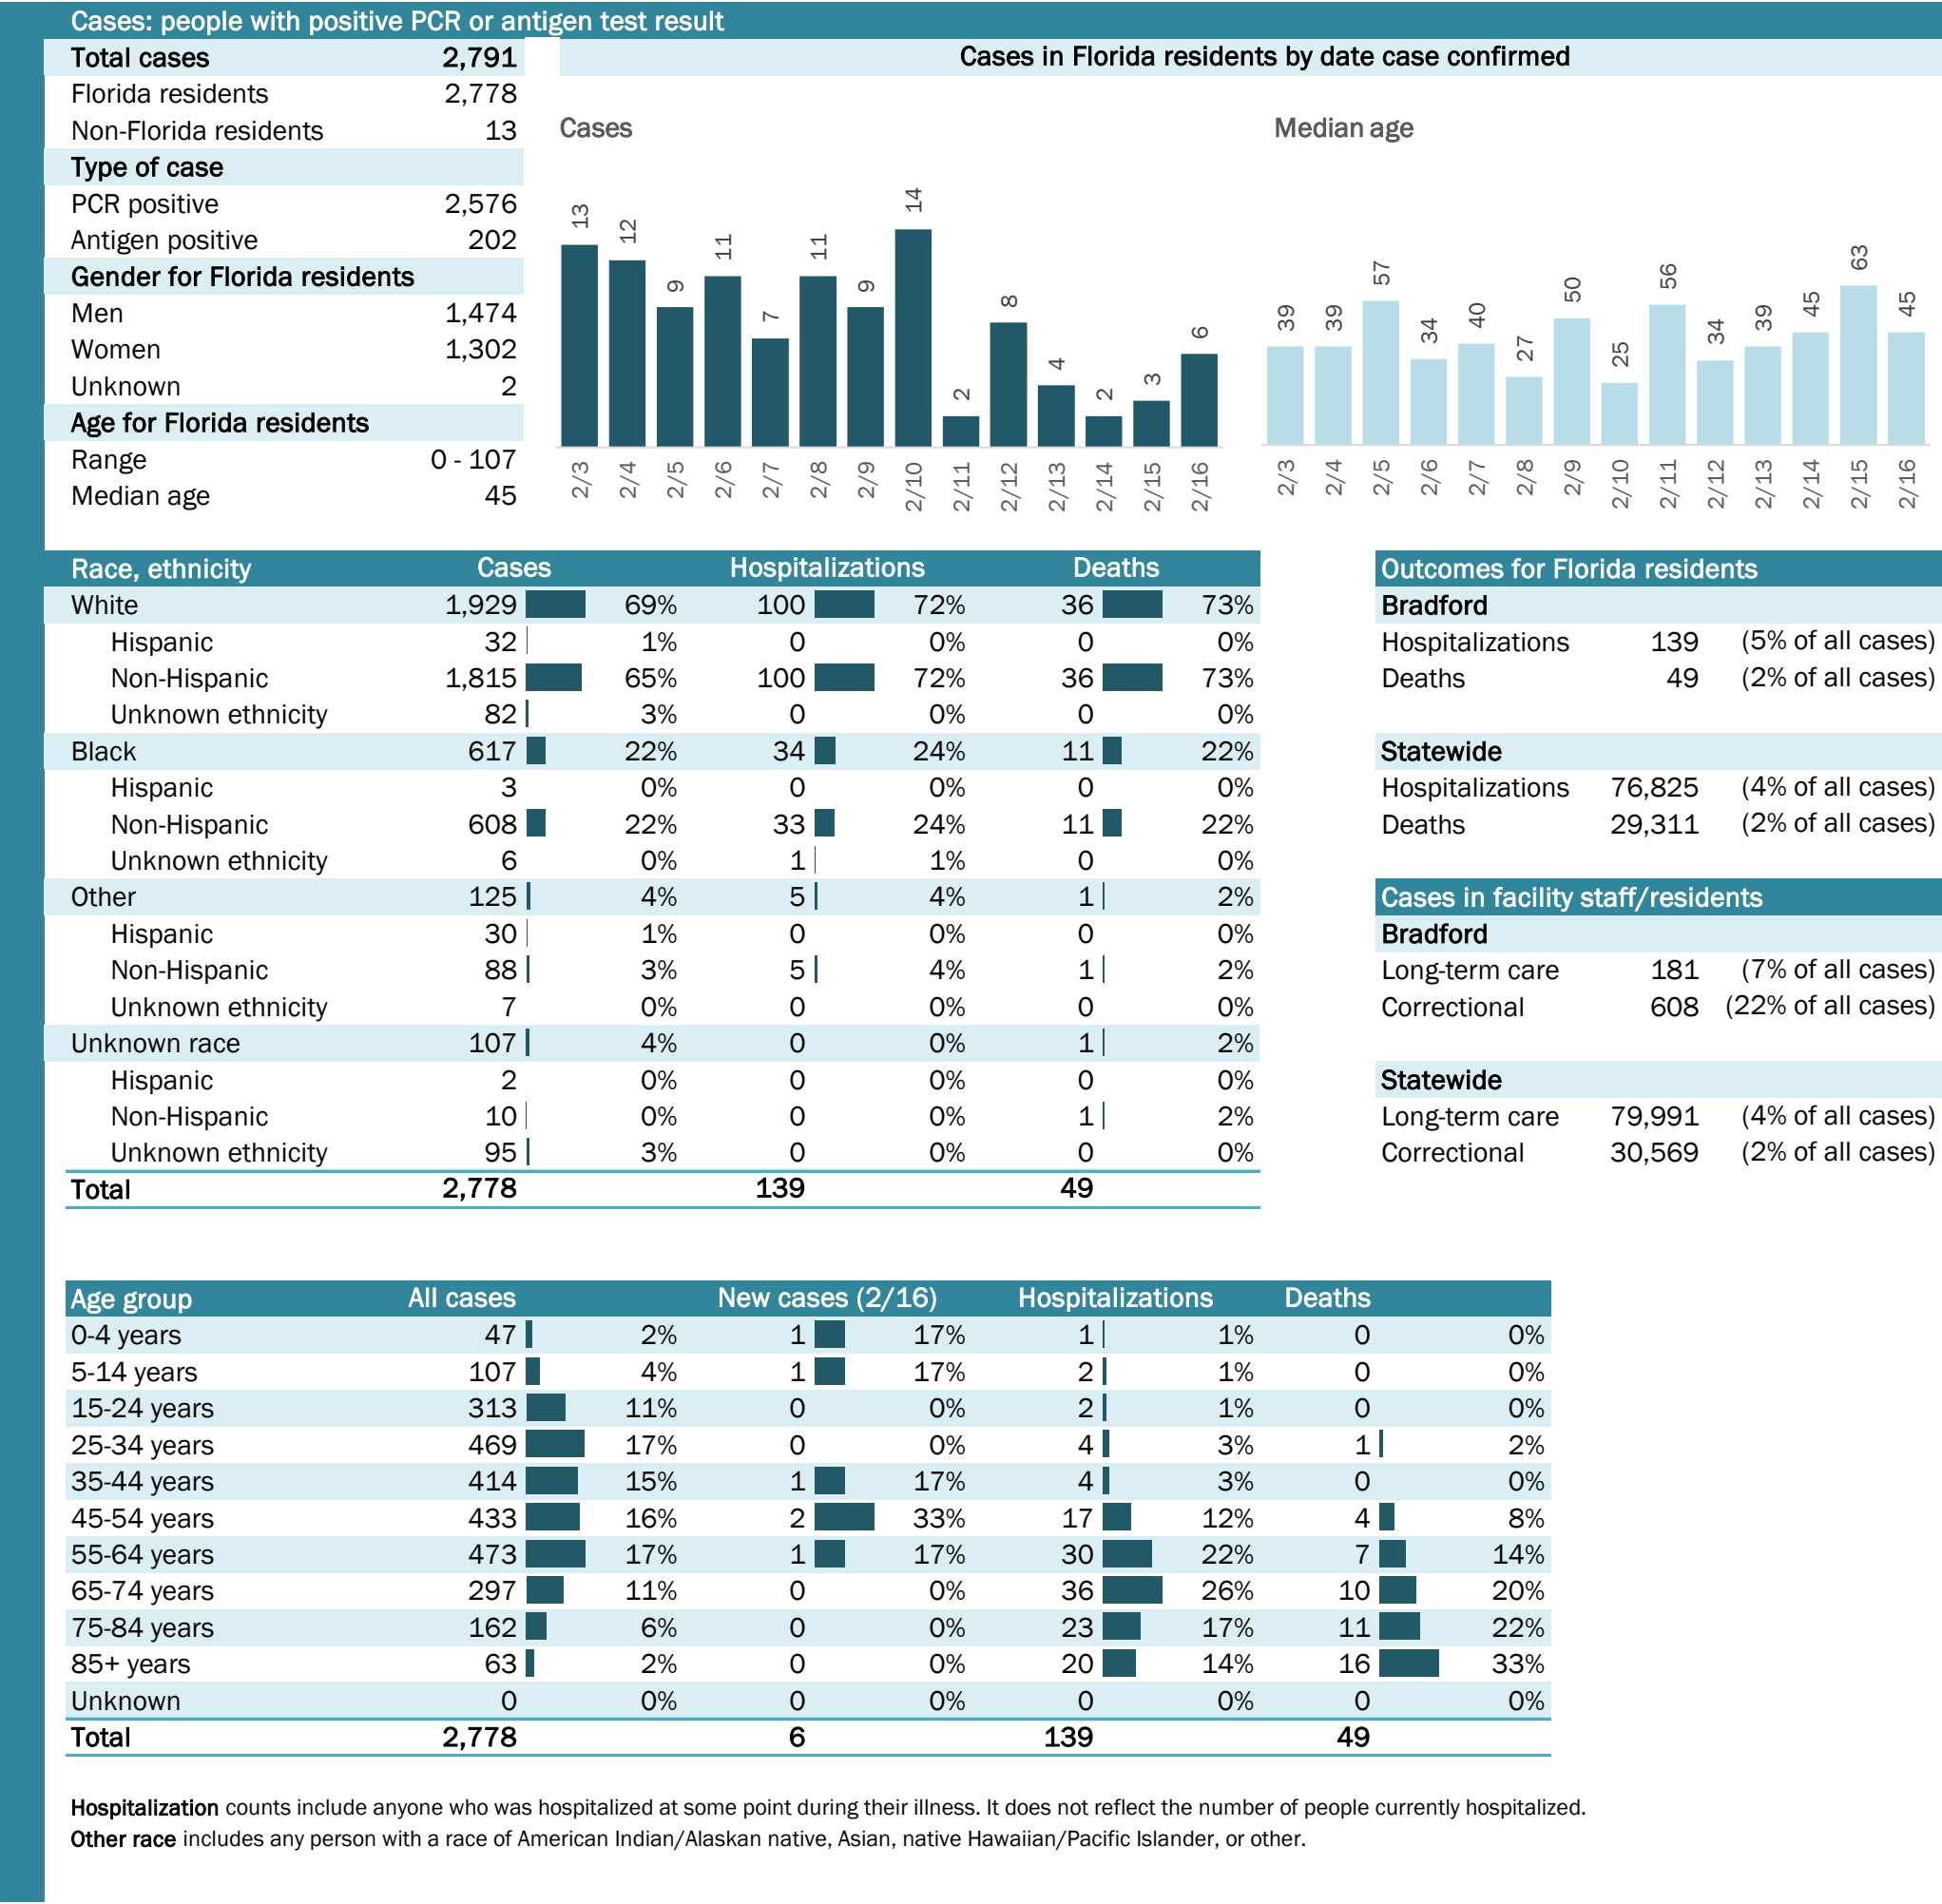 Cases: people with positive PCR or antigen test result
Total cases 2,791
Florida residents 2,778
Non-Florida residents 13
Type of case
PCR positive 2,576
Antigen positive 202
Gender for Florida residents
Men 1,474
Women 1,302
Unknown 2
Age for Florida residents
Range 0 - 107
Median age 45
Cases in Florida residents by date case confirmed
Cases
13 12 9 11 7 11 9 14 2 8 4 2 3 6
2/3 2/4 2/5 2/6 2/7 2/8 2/9 2/10 2/11 2/12 2/13 2/14 2/15 2/16
Median age
39 39 57 34 40 27 50 25 56 34 39 45 63 45
2/3 2/4 2/5 2/6 2/7 2/8 2/9 2/10 2/11 2/12 2/13 2/14 2/15 2/16
Race, ethnicity Cases Hospitalizations Deaths
White 1,929 69% 100 72% 36 73%
Hispanic 32 1% 0 0% 0 0%
Non-Hispanic 1,815 65% 100 72% 36 73%
Unknown ethnicity 82 3% 0 0% 0 0%
Black 617 22% 34 24% 11 22%
Hispanic 3 0% 0 0% 0 0%
Non-Hispanic 608 22% 33 24% 11 22%
Unknown ethnicity 6 0% 1 1% 0 0%
Other 125 4% 5 4% 1 2%
Hispanic 30 1% 0 0% 0 0%
Non-Hispanic 88 3% 5 4% 1 2%
Unknown ethnicity 7 0% 0 0% 0 0%
Unknown race 107 4% 0 0% 1 2%
Hispanic 2 0% 0 0% 0 0%
Non-Hispanic 10 0% 0 0% 1 2%
Unknown ethnicity 95 3% 0 0% 0 0%
Total 2,778 139 49
Outcomes for Florida residents
Bradford
Hospitalizations 139 (5% of all cases)
Deaths 49 (2% of all cases)
Statewide
Hospitalizations 76,825 (4% of all cases)
Deaths 29,311 (2% of all cases)
Cases in facility staff/residents
Bradford
Long-term care 181 (7% of all cases)
Correctional 608 (22% of all cases)
Statewide
Long-term care 79,991 (4% of all cases)
Correctional 30,569 (2% of all cases)
Age group All cases New cases (2/16) Hospitalizations Deaths
0-4 years 47 2% 1 17% 1 1% 0 0%
5-14 years 107 4% 1 17% 2 1% 0 0%
15-24 years 313 11% 0 0% 2 1% 0 0%
25-34 years 469 17% 0 0% 4 3% 1 2%
35-44 years 414 15% 1 17% 4 3% 0 0%
45-54 years 433 16% 2 33% 17 12% 4 8%
55-64 years 473 17% 1 17% 30 22% 7 14%
65-74 years 297 11% 0 0% 36 26% 10 20%
75-84 years 162 6% 0 0% 23 17% 11 22%
85+ years 63 2% 0 0% 20 14% 16 33%
Unknown 0 0% 0 0% 0 0% 0 0%
Total 2,778 6 139 49
Hospitalization counts include anyone who was hospitalized at some point during their illness. It does not reflect the number of people currently hospitalized.
Other race includes any person with a race of American Indian/Alaskan native, Asian, native Hawaiian/Pacific Islander, or other.